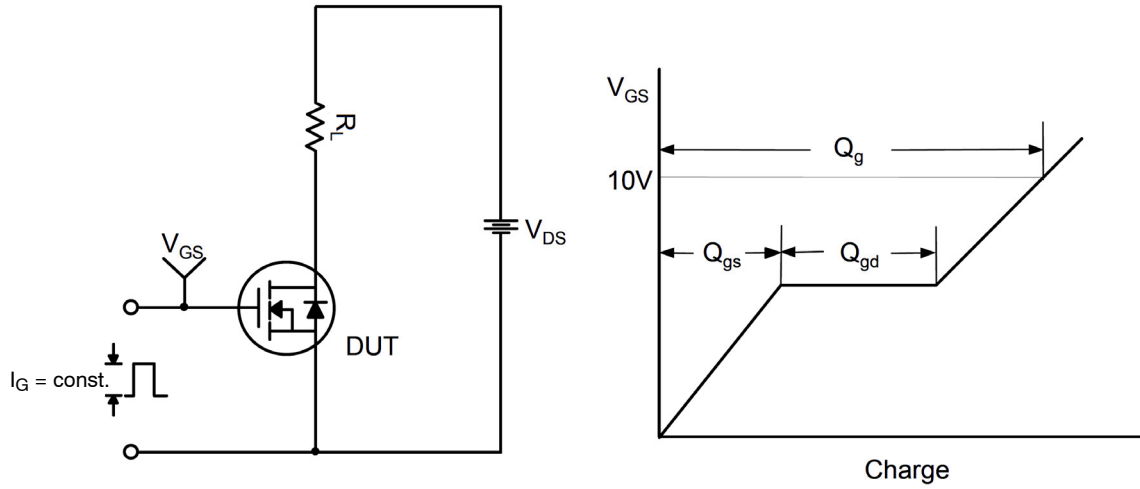 R_L
V_DS
V_GS
DUT
I_G = const.
V_GS
Q_g
10V
Q_gs
Q_gd
Charge